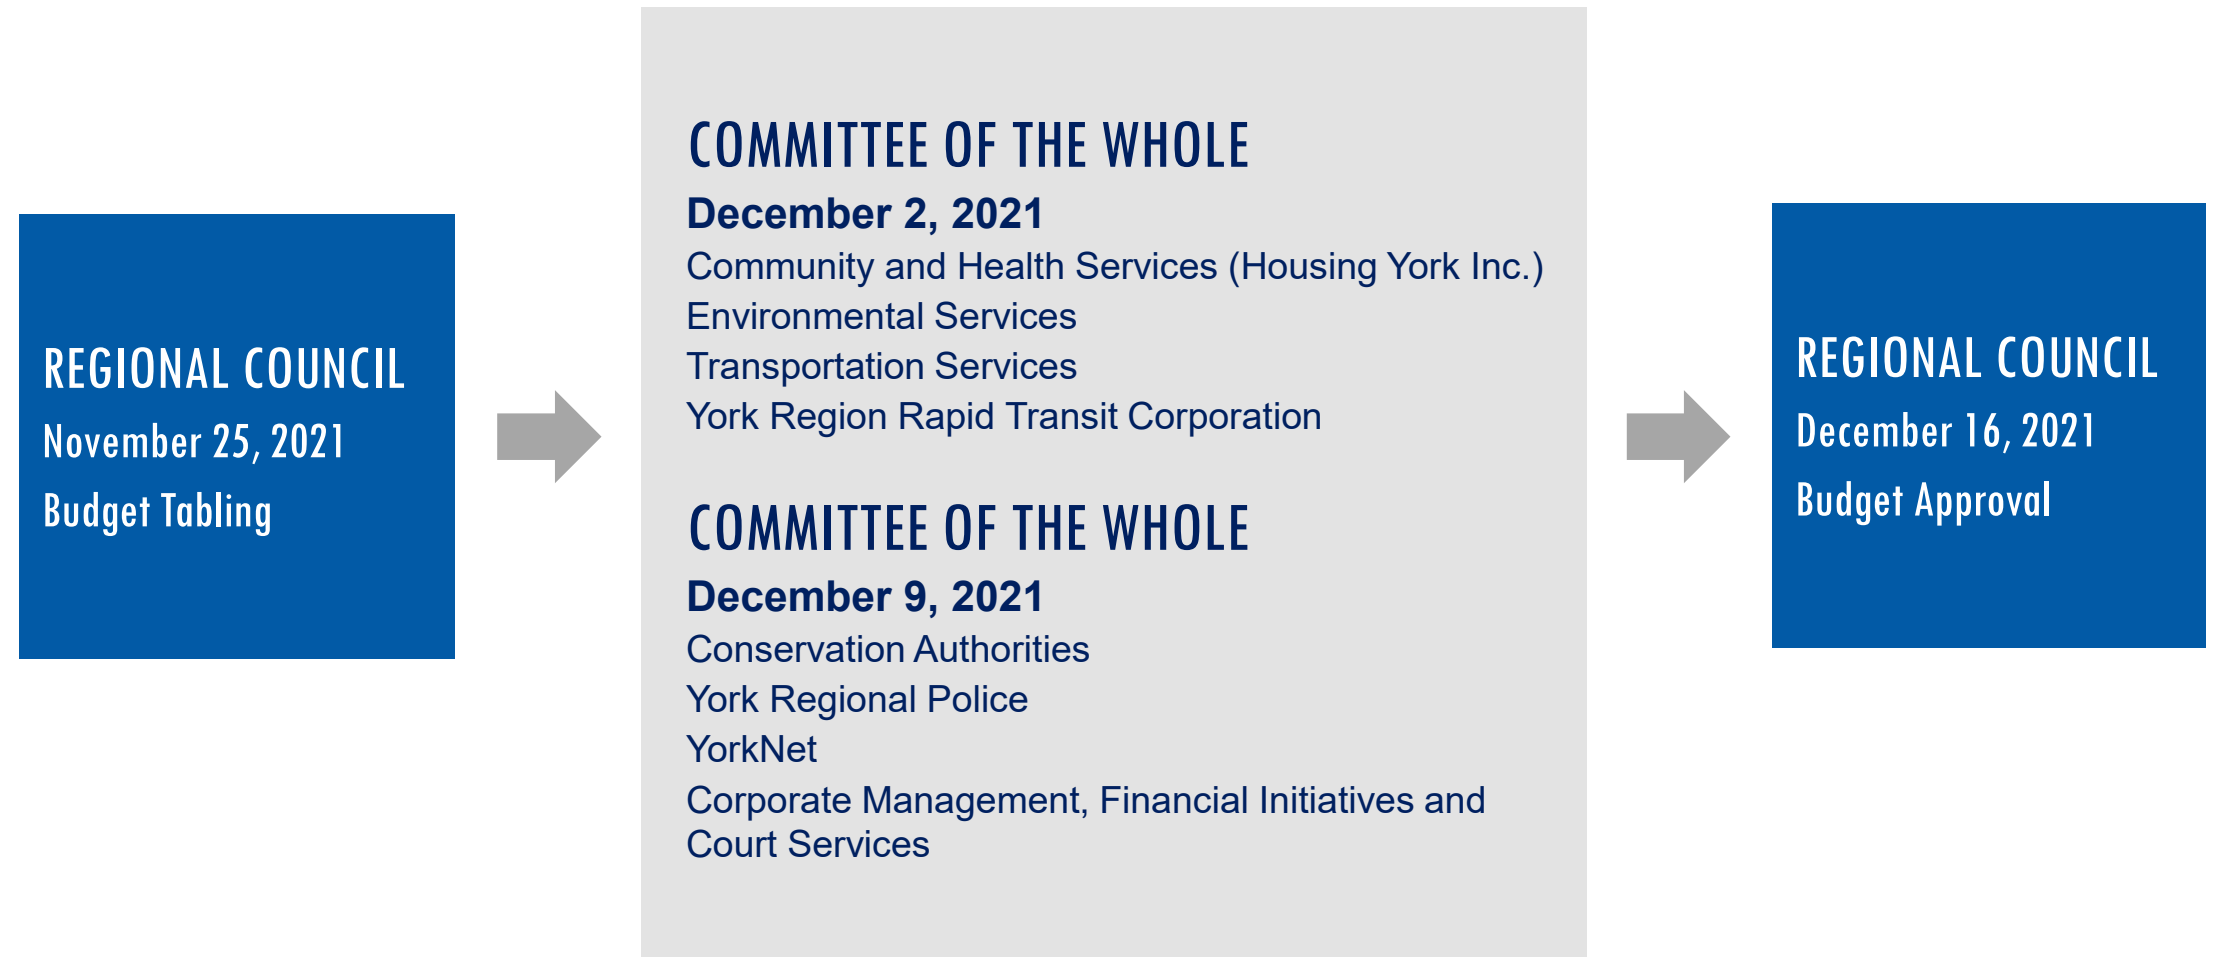 REGIONAL COUNCIL
November 25, 2021
Budget Tabling
COMMITTEE OF THE WHOLE
December 2, 2021
Community and Health Services (Housing York Inc.)
Environmental Services
Transportation Services
York Region Rapid Transit Corporation
COMMITTEE OF THE WHOLE
December 9, 2021
Conservation Authorities
York Regional Police
YorkNet
Corporate Management, Financial Initiatives and
Court Services
REGIONAL COUNCIL
December 16, 2021
Budget Approval